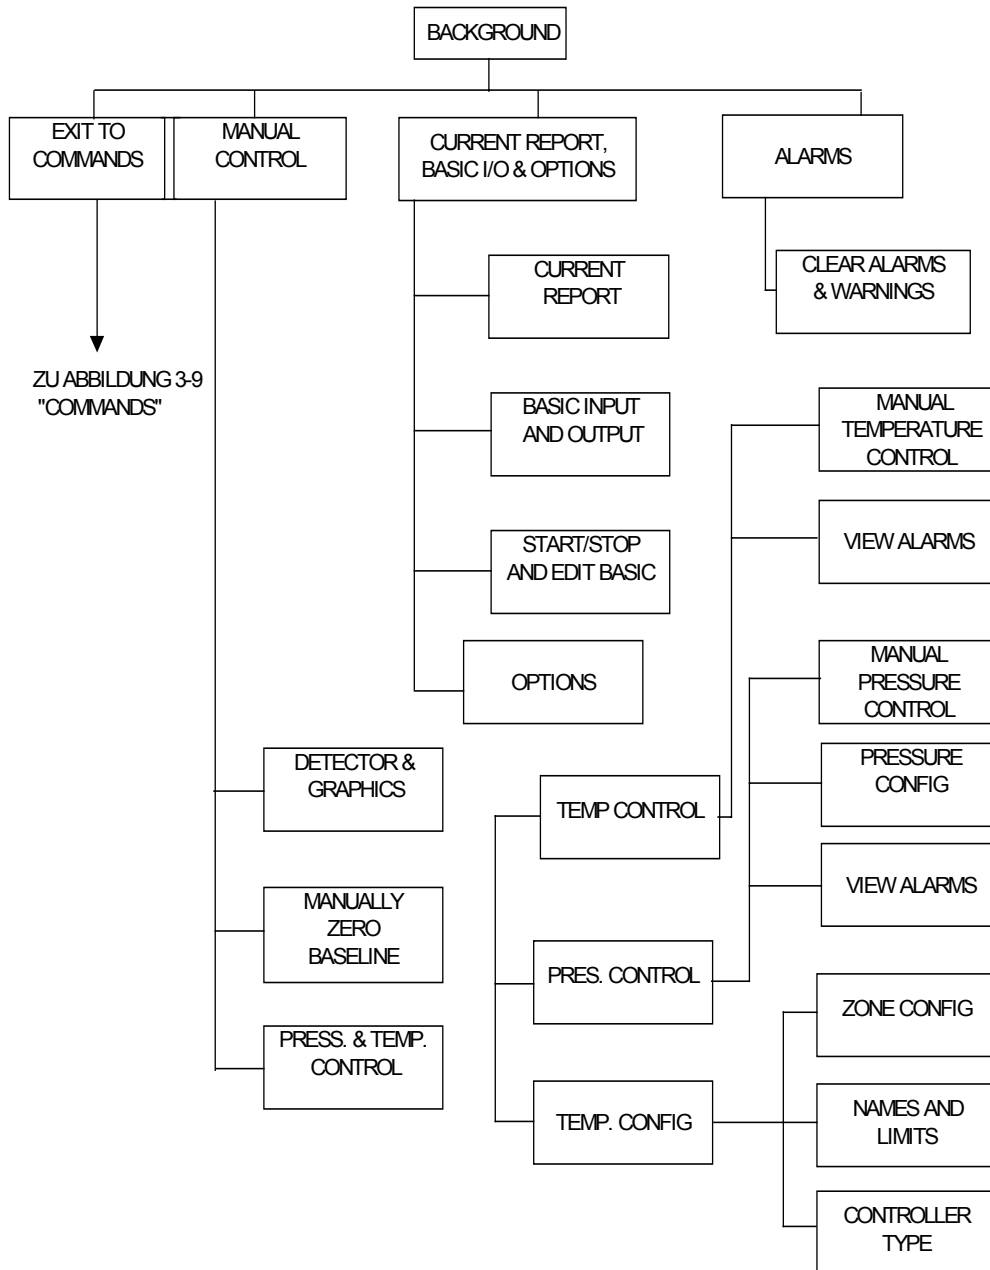 BACKGROUND
EXIT TO
COMMANDS
MANUAL
CONTROL
CURRENT REPORT,
BASIC I/O & OPTIONS
ALARMS
CURRENT
REPORT
CLEAR ALARMS
& WARNINGS
ZU ABBILDUNG 3-9
"COMMANDS"
BASIC INPUT
AND OUTPUT
MANUAL
TEMPERATURE
CONTROL
START/STOP
AND EDIT BASIC
VIEW ALARMS
OPTIONS
MANUAL
PRESSURE
CONTROL
DETECTOR &
GRAPHICS
TEMP CONTROL
PRESSURE
CONFIG
MANUALLY
ZERO
BASELINE
VIEW ALARMS
PRES. CONTROL
ZONE CONFIG
PRESS. & TEMP.
CONTROL
TEMP. CONFIG
NAMES AND
LIMITS
CONTROLLER
TYPE